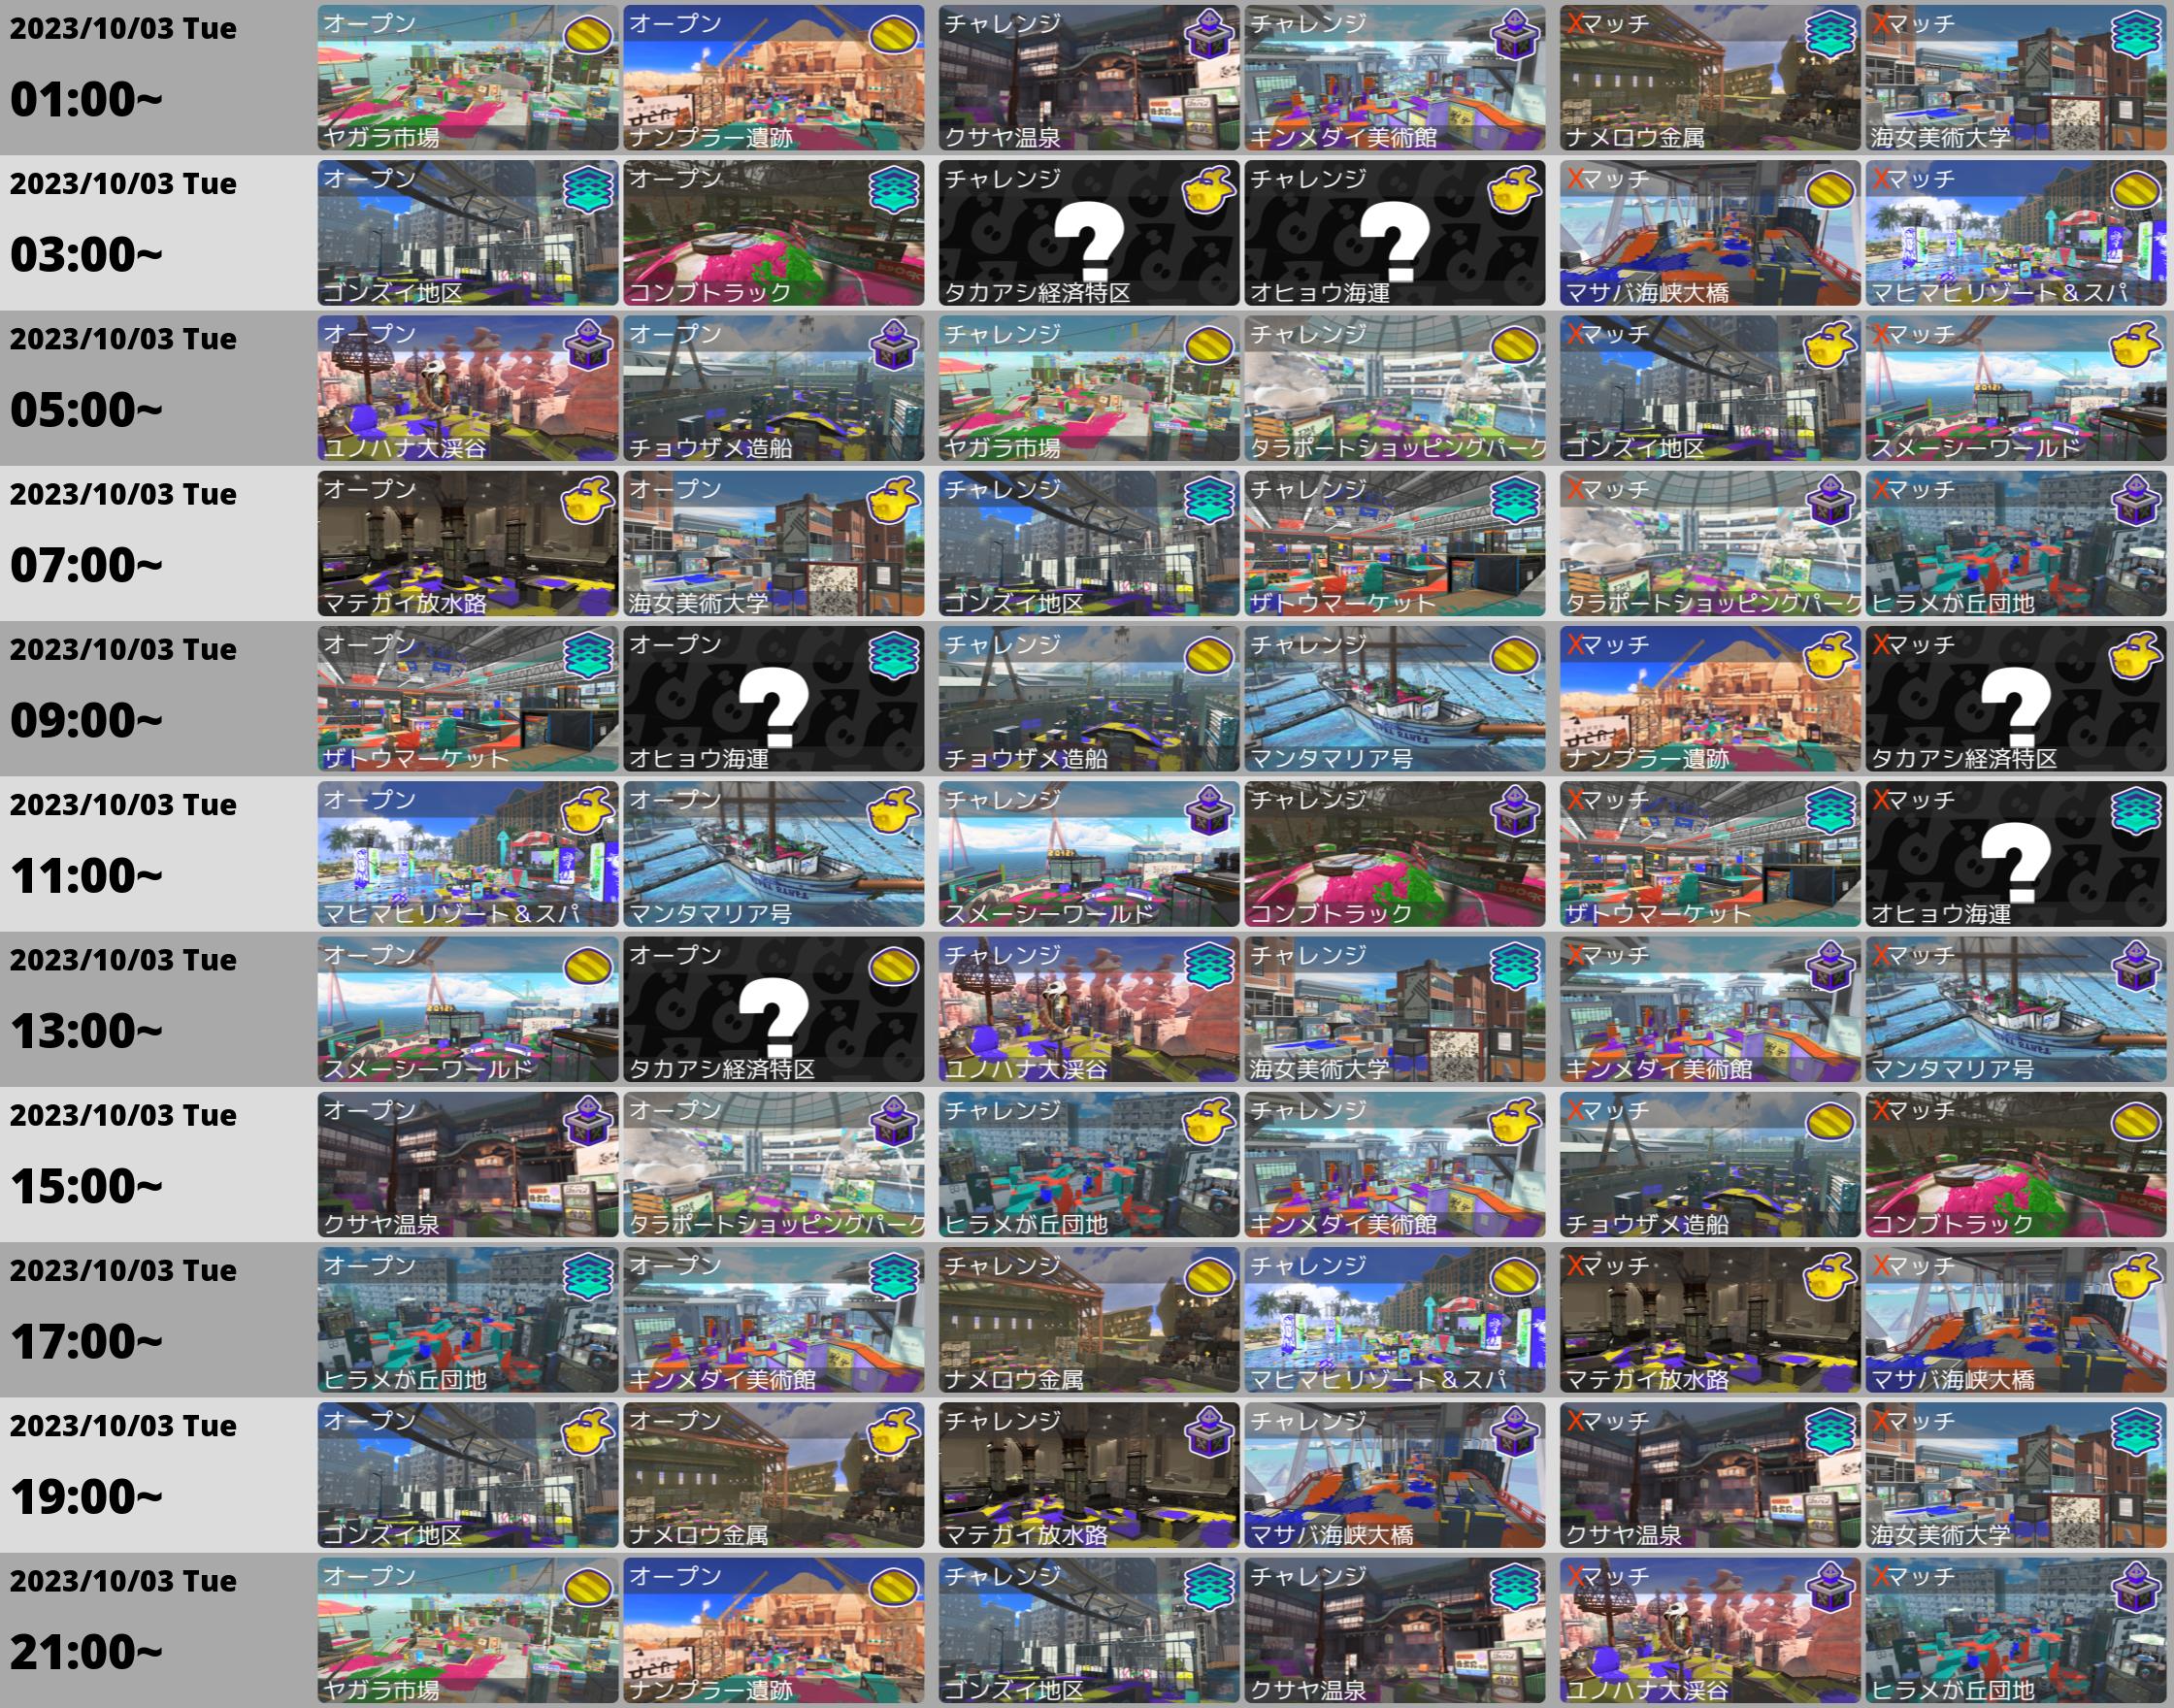 2023/10/03 Tue
01:00~
オープン
ヤガラ市場
オープン
ナンプラー遺跡
チャレンジ
クサヤ温泉
チャレンジ
キンメダイ美術館
Xマッチ
ナメロウ金属
Xマッチ
海女美術大学
2023/10/03 Tue
03:00~
オープン
ゴンズイ地区
オープン
コンブトラック
チャレンジ
?
タカアシ経済特区
チャレンジ
?
オヒョウ海運
Xマッチ
マサバ海峡大橋
Xマッチ
マヒマヒリゾート＆スパ
2023/10/03 Tue
05:00~
オープン
ユノハナ大渓谷
オープン
チョウザメ造船
チャレンジ
ヤガラ市場
チャレンジ
タラポートショッピングパーク
Xマッチ
ゴンズイ地区
Xマッチ
スメーシーワールド
2023/10/03 Tue
07:00~
オープン
マテガイ放水路
オープン
海女美術大学
チャレンジ
ゴンズイ地区
チャレンジ
ザトウマーケット
Xマッチ
タラポートショッピングパーク
Xマッチ
ヒラメが丘団地
2023/10/03 Tue
09:00~
オープン
ザトウマーケット
オープン
?
オヒョウ海運
チャレンジ
チョウザメ造船
チャレンジ
マンタマリア号
Xマッチ
ナンプラー遺跡
Xマッチ
?
タカアシ経済特区
2023/10/03 Tue
11:00~
オープン
マヒマヒリゾート＆スパ
オープン
マンタマリア号
チャレンジ
スメーシーワールド
チャレンジ
コンブトラック
Xマッチ
ザトウマーケット
Xマッチ
?
オヒョウ海運
2023/10/03 Tue
13:00~
オープン
スメーシーワールド
オープン
?
タカアシ経済特区
チャレンジ
ユノハナ大渓谷
チャレンジ
海女美術大学
Xマッチ
キンメダイ美術館
Xマッチ
マンタマリア号
2023/10/03 Tue
15:00~
オープン
クサヤ温泉
オープン
タラポートショッピングパーク
チャレンジ
ヒラメが丘団地
チャレンジ
キンメダイ美術館
Xマッチ
チョウザメ造船
Xマッチ
コンブトラック
2023/10/03 Tue
17:00~
オープン
ヒラメが丘団地
オープン
キンメダイ美術館
チャレンジ
ナメロウ金属
チャレンジ
マヒマヒリゾート＆スパ
Xマッチ
マテガイ放水路
Xマッチ
マサバ海峡大橋
2023/10/03 Tue
19:00~
オープン
ゴンズイ地区
オープン
ナメロウ金属
チャレンジ
マテガイ放水路
チャレンジ
マサバ海峡大橋
Xマッチ
クサヤ温泉
Xマッチ
海女美術大学
2023/10/03 Tue
21:00~
オープン
ヤガラ市場
オープン
ナンプラー遺跡
チャレンジ
ゴンズイ地区
チャレンジ
クサヤ温泉
Xマッチ
ユノハナ大渓谷
Xマッチ
ヒラメが丘団地